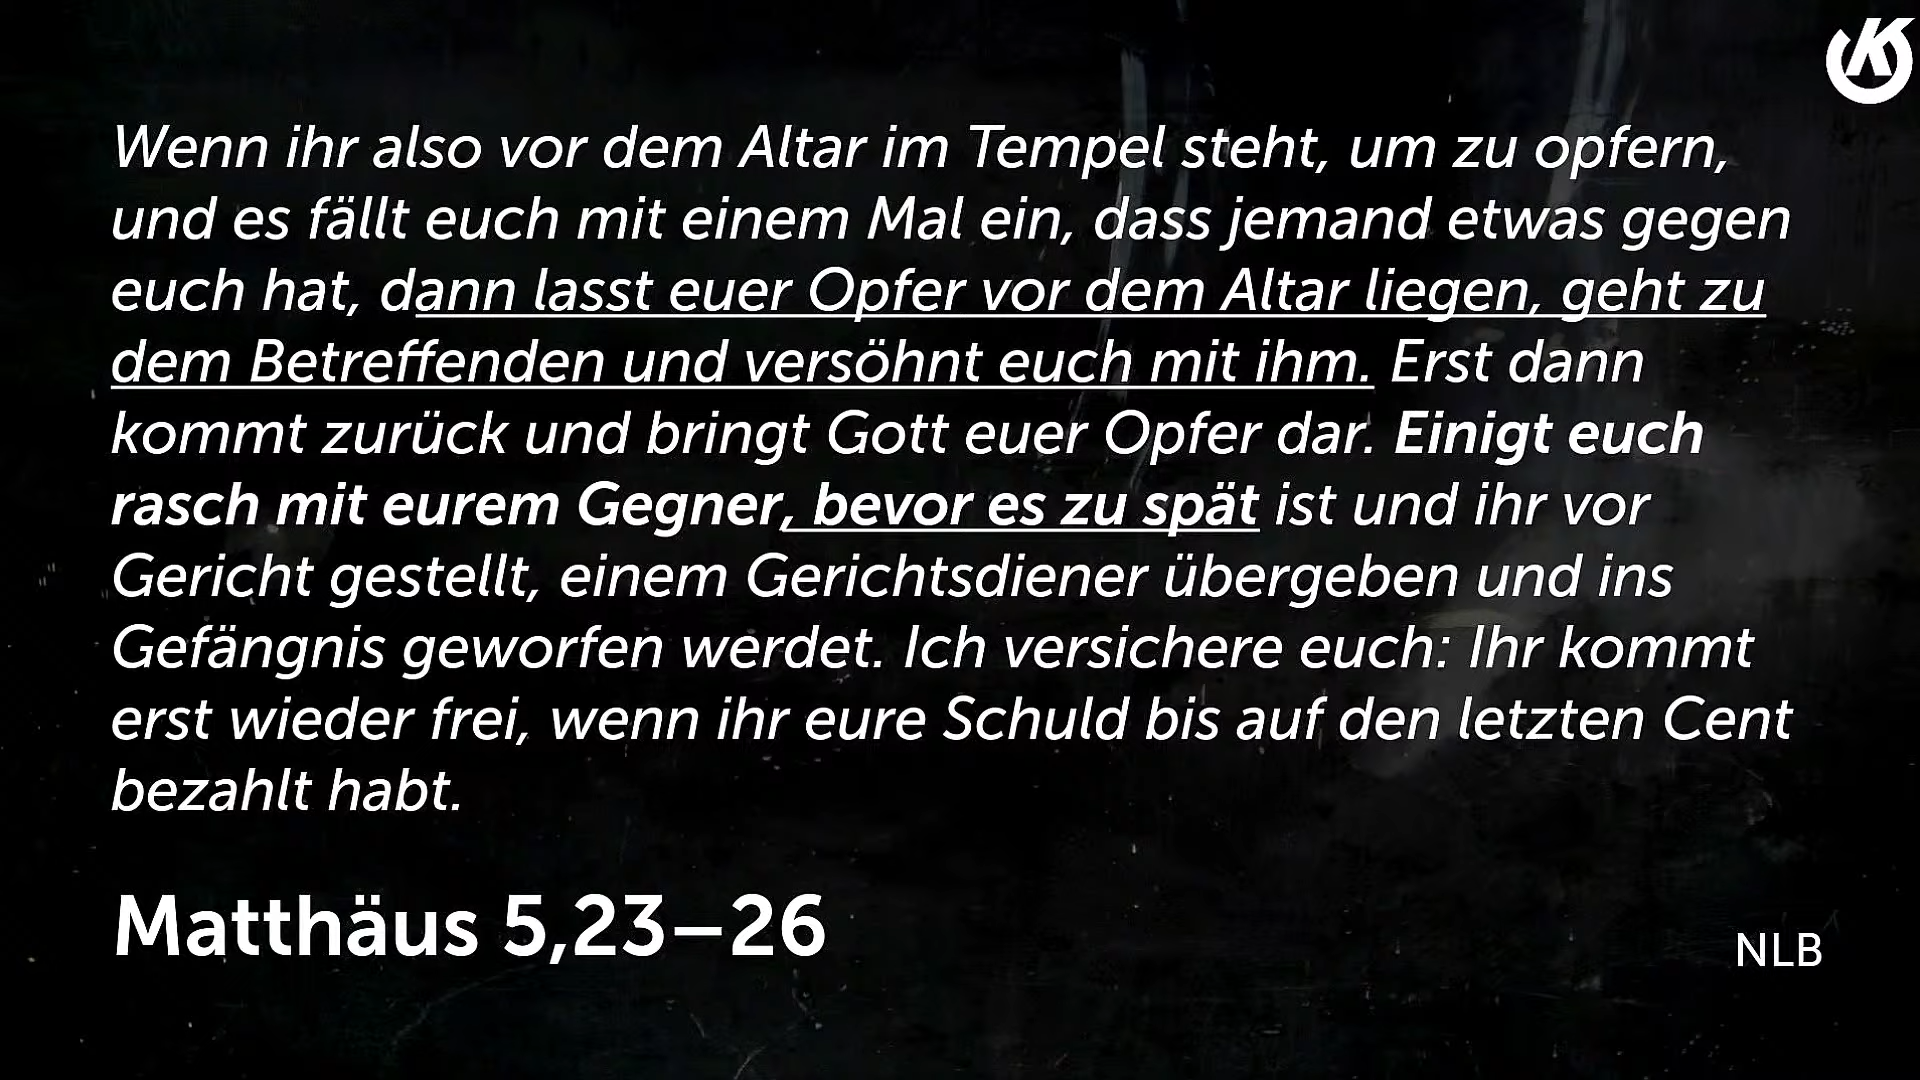 Wenn ihr also vor dem Altar im Tempel steht, um zu opfern,
und es fällt euch mit einem Mal ein, dass jemand etwas gegen
euch hat, dann lasst euer Opfer vor dem Altar liegen, geht zu
dem Betreffenden und versöhnt euch mit ihm. Erst dann
kommt zurück und bringt Gott euer Opfer dar. Einigt euch
rasch mit eurem Gegner, bevor es zu spät ist und ihr vor
Gericht gestellt, einem Gerichtsdiener übergeben und ins
Gefängnis geworfen werdet. Ich versichere euch: Ihr kommt
erst wieder frei, wenn ihr eure Schuld bis auf den letzten Cent
bezahlt habt.
Matthäus 5,23–26
NLB